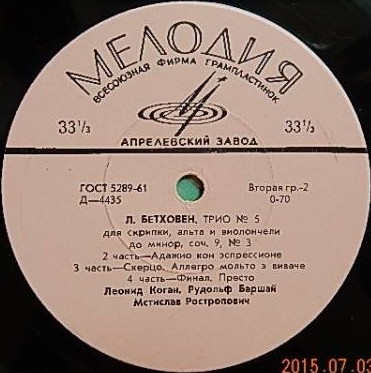 МЕЛОДИЯ
ВСЕСОЮЗНАЯ ФИРМА ГРАМПЛАСТИНОК
33⅓ 33⅓
АПРЕЛЕВСКИЙ ЗАВОД
ГОСТ 5289-61 Вторая гр.-2
Д—4435 0-70
Л. БЕТХОВЕН, ТРИО № 5
для скрипки, альта и виолончели
до минор, соч. 9, № 3
2 часть—Адажио кон эспрессионе
3 часть—Скерцо. Аллегро мольто э виваче
4 часть—Финал. Престо
Леонид Коган, Рудольф Баршай
Мстислав Ростропович
2015.07.03